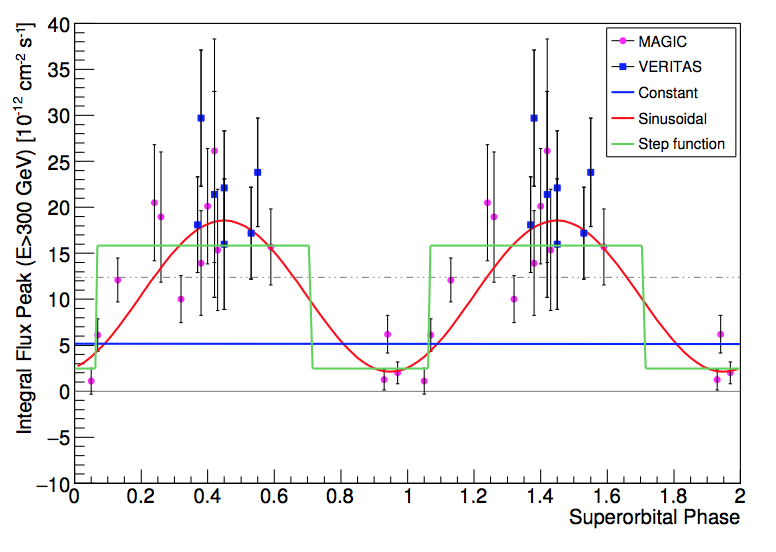 40
35
30
25
20
15
10
5
0
−5
−10
Integral Flux Peak (E>300 GeV) [10⁻¹² cm⁻² s⁻¹]
MAGIC
VERITAS
Constant
Sinusoidal
Step function
0 0.2 0.4 0.6 0.8 1 1.2 1.4 1.6 1.8 2
Superorbital Phase